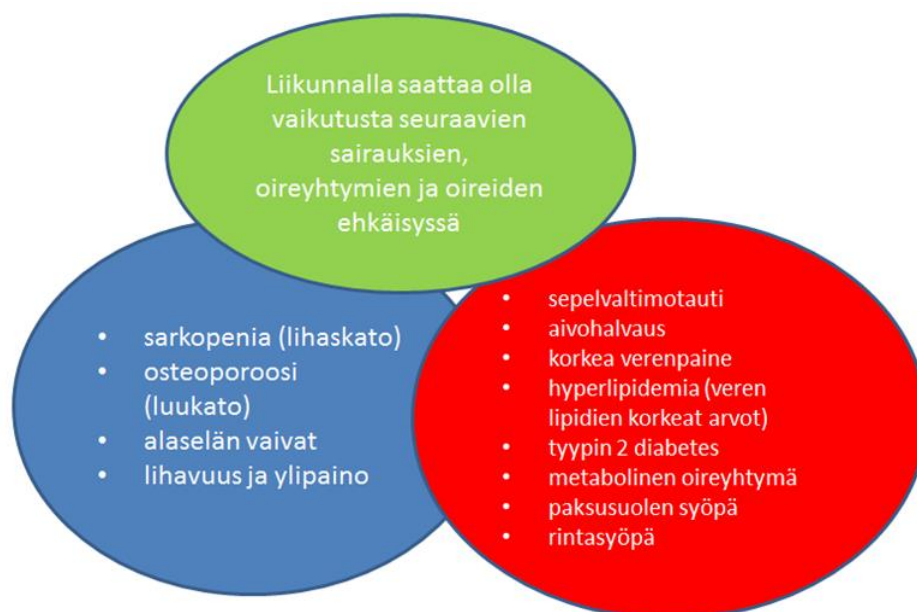 Liikunnalla saattaa olla
vaikutusta seuraavien
sairauksien,
oireyhtymien ja oireiden
ehkäisyssä
• sarkopenia (lihaskato)
• osteoporoosi
(luukato)
• alaselän vaivat
• lihavuus ja ylipaino
• sepelvaltimotauti
• aivohalvaus
• korkea verenpaine
• hyperlipidemia (veren
lipidien korkeat arvot)
• tyypin 2 diabetes
• metabolinen oireyhtymä
• paksusuolen syöpä
• rintasyöpä